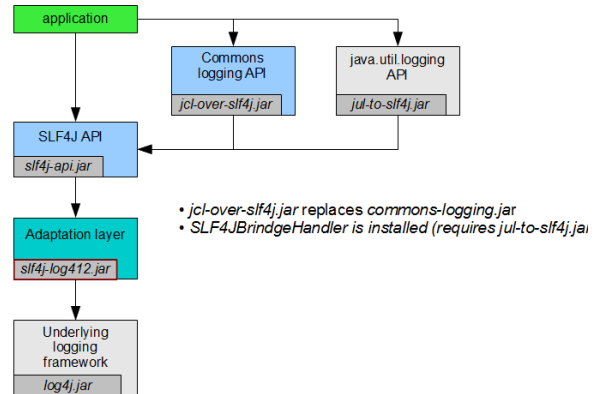 application
Commons
logging API
jcl-over-slf4j.jar
java.util.logging
API
jul-to-slf4j.jar
SLF4J API
slf4j-api.jar
• jcl-over-slf4j.jar replaces commons-logging.jar
• SLF4JBrindgeHandler is installed (requires jul-to-slf4j.jar
Adaptation layer
slf4j-log412.jar
Underlying
logging
framework
log4j.jar